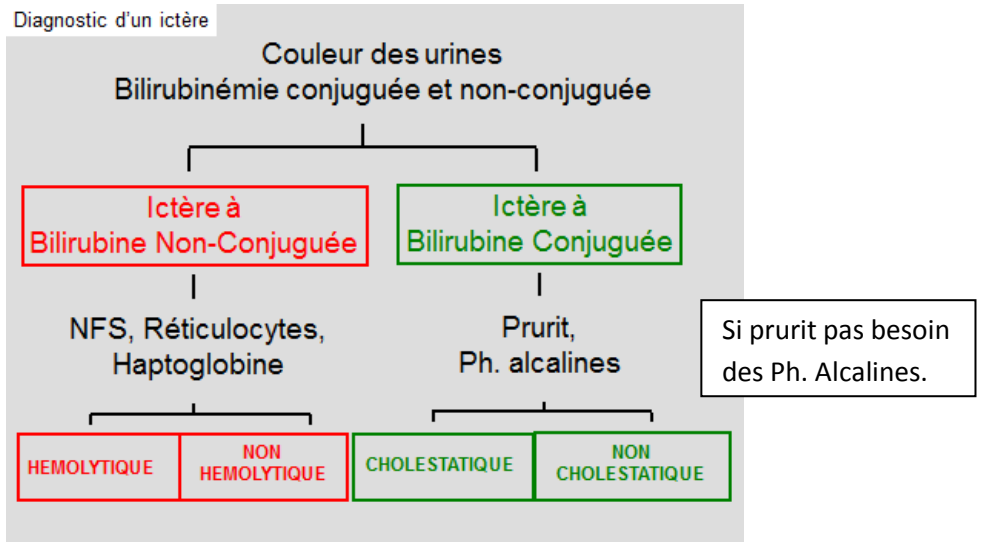 Diagnostic d'un ictère
Couleur des urines
Bilirubinémie conjuguée et non-conjuguée
Ictère à
Bilirubine Non-Conjuguée
Ictère à
Bilirubine Conjuguée
NFS, Réticulocytes,
Haptoglobine
Prurit,
Ph. alcalines
Si prurit pas besoin
des Ph. Alcalines.
HEMOLYTIQUE
NON
HEMOLYTIQUE
CHOLESTATIQUE
NON
CHOLESTATIQUE